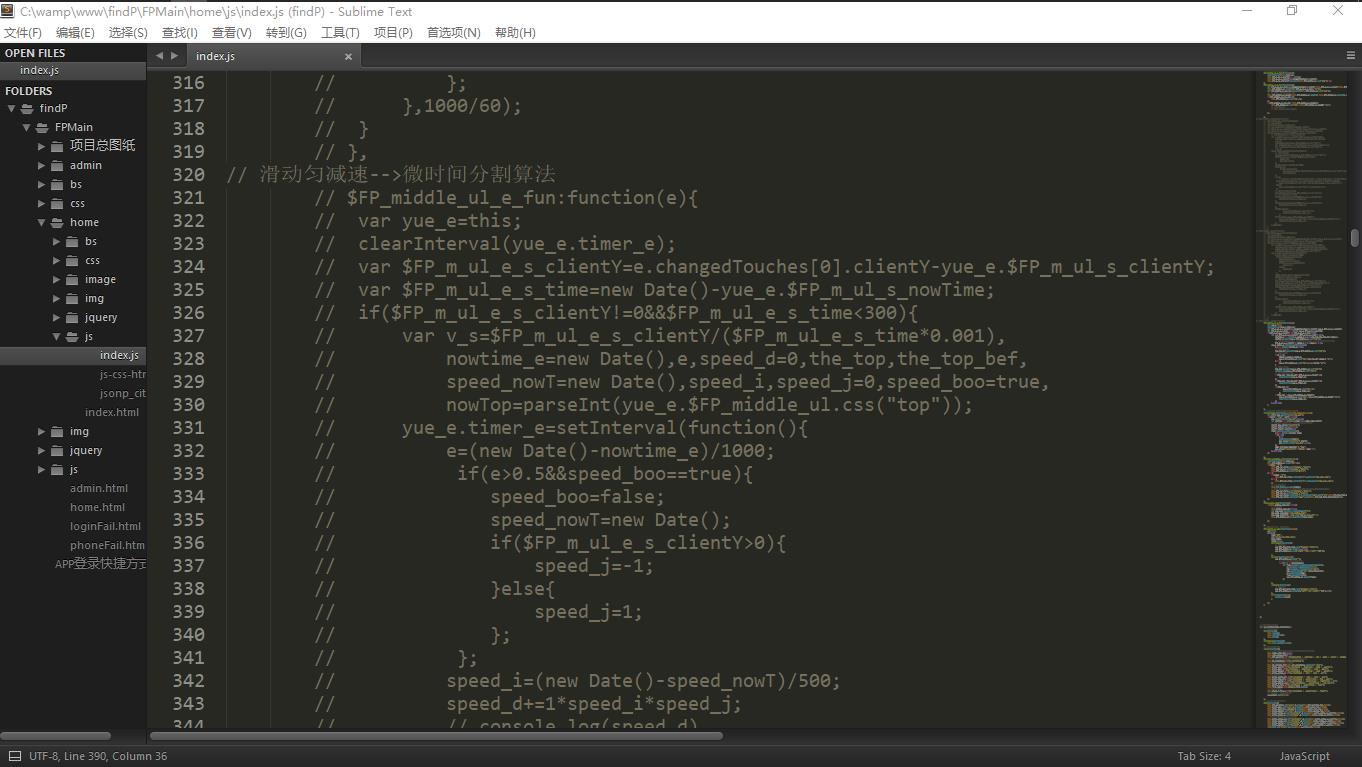 C:\wamp\www\findP\FPMain\home\js\index.js (findP) - Sublime Text
文件(F) 编辑(E) 选择(S) 查找(I) 查看(V) 转到(G) 工具(T) 项目(P) 首选项(N) 帮助(H)
OPEN FILES
index.js
FOLDERS
findP
FPMain
项目总图纸
admin
bs
css
home
bs
css
image
img
jquery
js
index.js
js-css-htr
jsonp_cit
index.html
img
jquery
js
admin.html
home.html
loginFail.html
phoneFail.htm
APP登录快捷方式
index.js
316 // };
317 // },1000/60);
318 // }
319 // },
320 // 滑动匀减速-->微时间分割算法
321 // $FP_middle_ul_e_fun:function(e){
322 // var yue_e=this;
323 // clearInterval(yue_e.timer_e);
324 // var $FP_m_ul_e_s_clientY=e.changedTouches[0].clientY-yue_e.$FP_m_ul_s_clientY;
325 // var $FP_m_ul_e_s_time=new Date()-yue_e.$FP_m_ul_s_nowTime;
326 // if($FP_m_ul_e_s_clientY!=0&&$FP_m_ul_e_s_time<300){
327 // var v_s=$FP_m_ul_e_s_clientY/($FP_m_ul_e_s_time*0.001),
328 // nowtime_e=new Date(),e,speed_d=0,the_top,the_top_bef,
329 // speed_nowT=new Date(),speed_i,speed_j=0,speed_boo=true,
330 // nowTop=parseInt(yue_e.$FP_middle_ul.css("top"));
331 // yue_e.timer_e=setInterval(function(){
332 // e=(new Date()-nowtime_e)/1000;
333 // if(e>0.5&&speed_boo==true){
334 // speed_boo=false;
335 // speed_nowT=new Date();
336 // if($FP_m_ul_e_s_clientY>0){
337 // speed_j=-1;
338 // }else{
339 // speed_j=1;
340 // };
341 // };
342 // speed_i=(new Date()-speed_nowT)/500;
343 // speed_d+=1*speed_i*speed_j;
344 // // console.log(speed_d)
UTF-8, Line 390, Column 36
Tab Size: 4
JavaScript